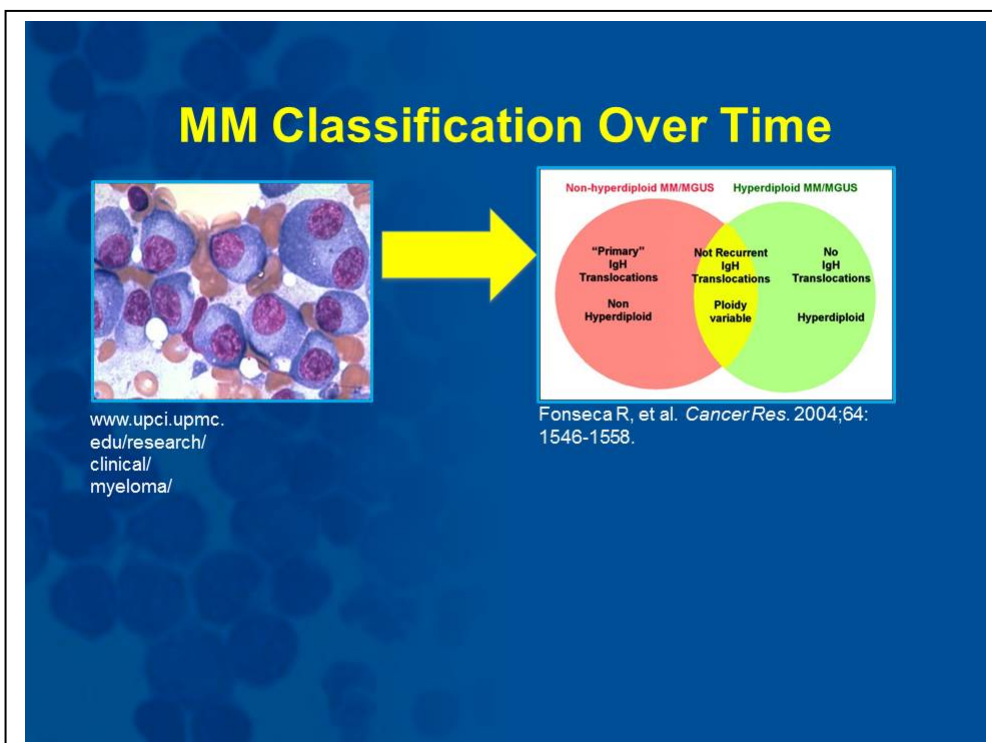 MM Classification Over Time
Non-hyperdiploid MM/MGUS
Hyperdiploid MM/MGUS
“Primary”
IgH
Translocations
Non
Hyperdiploid
Not Recurrent
IgH
Translocations
Ploidy
variable
No
IgH
Translocations
Hyperdiploid
www.upci.upmc.
edu/research/
clinical/
myeloma/
Fonseca R, et al. Cancer Res. 2004;64:
1546-1558.